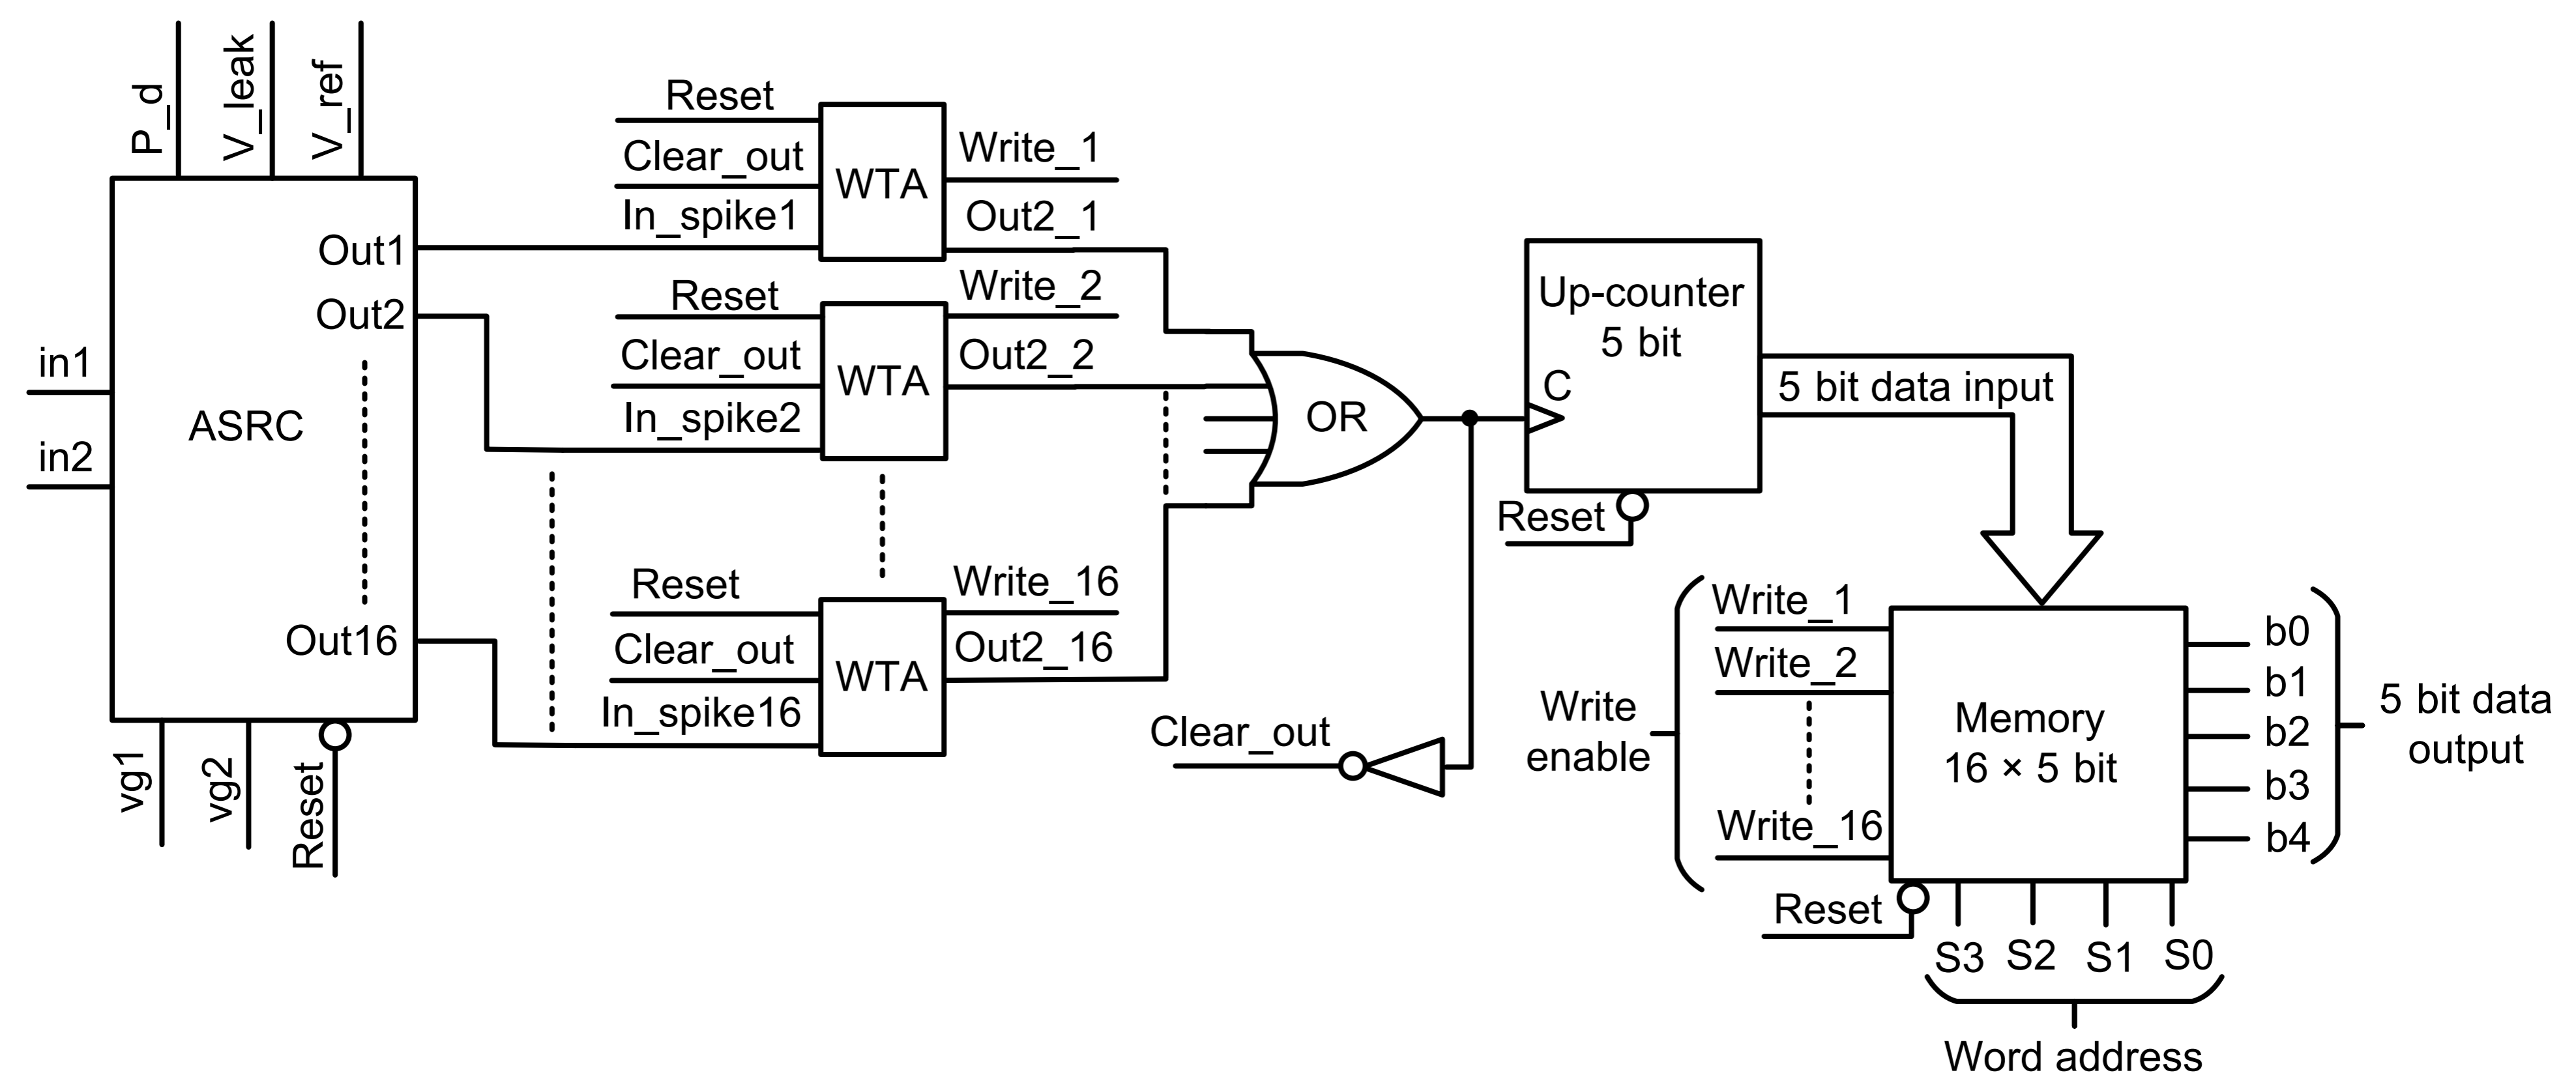 P_d
V_leak
V_ref
in1
in2
ASRC
Out1
Out2
Out16
vg1
vg2
Reset
Reset
Clear_out
In_spike1
WTA
Write_1
Out2_1
Reset
Clear_out
In_spike2
WTA
Write_2
Out2_2
Reset
Clear_out
In_spike16
WTA
Write_16
Out2_16
OR
Clear_out
Up-counter
5 bit
C
Reset
5 bit data input
Write
enable
Write_1
Write_2
Write_16
Reset
Memory
16 × 5 bit
b0
b1
b2
b3
b4
5 bit data
output
S3 S2 S1 S0
Word address